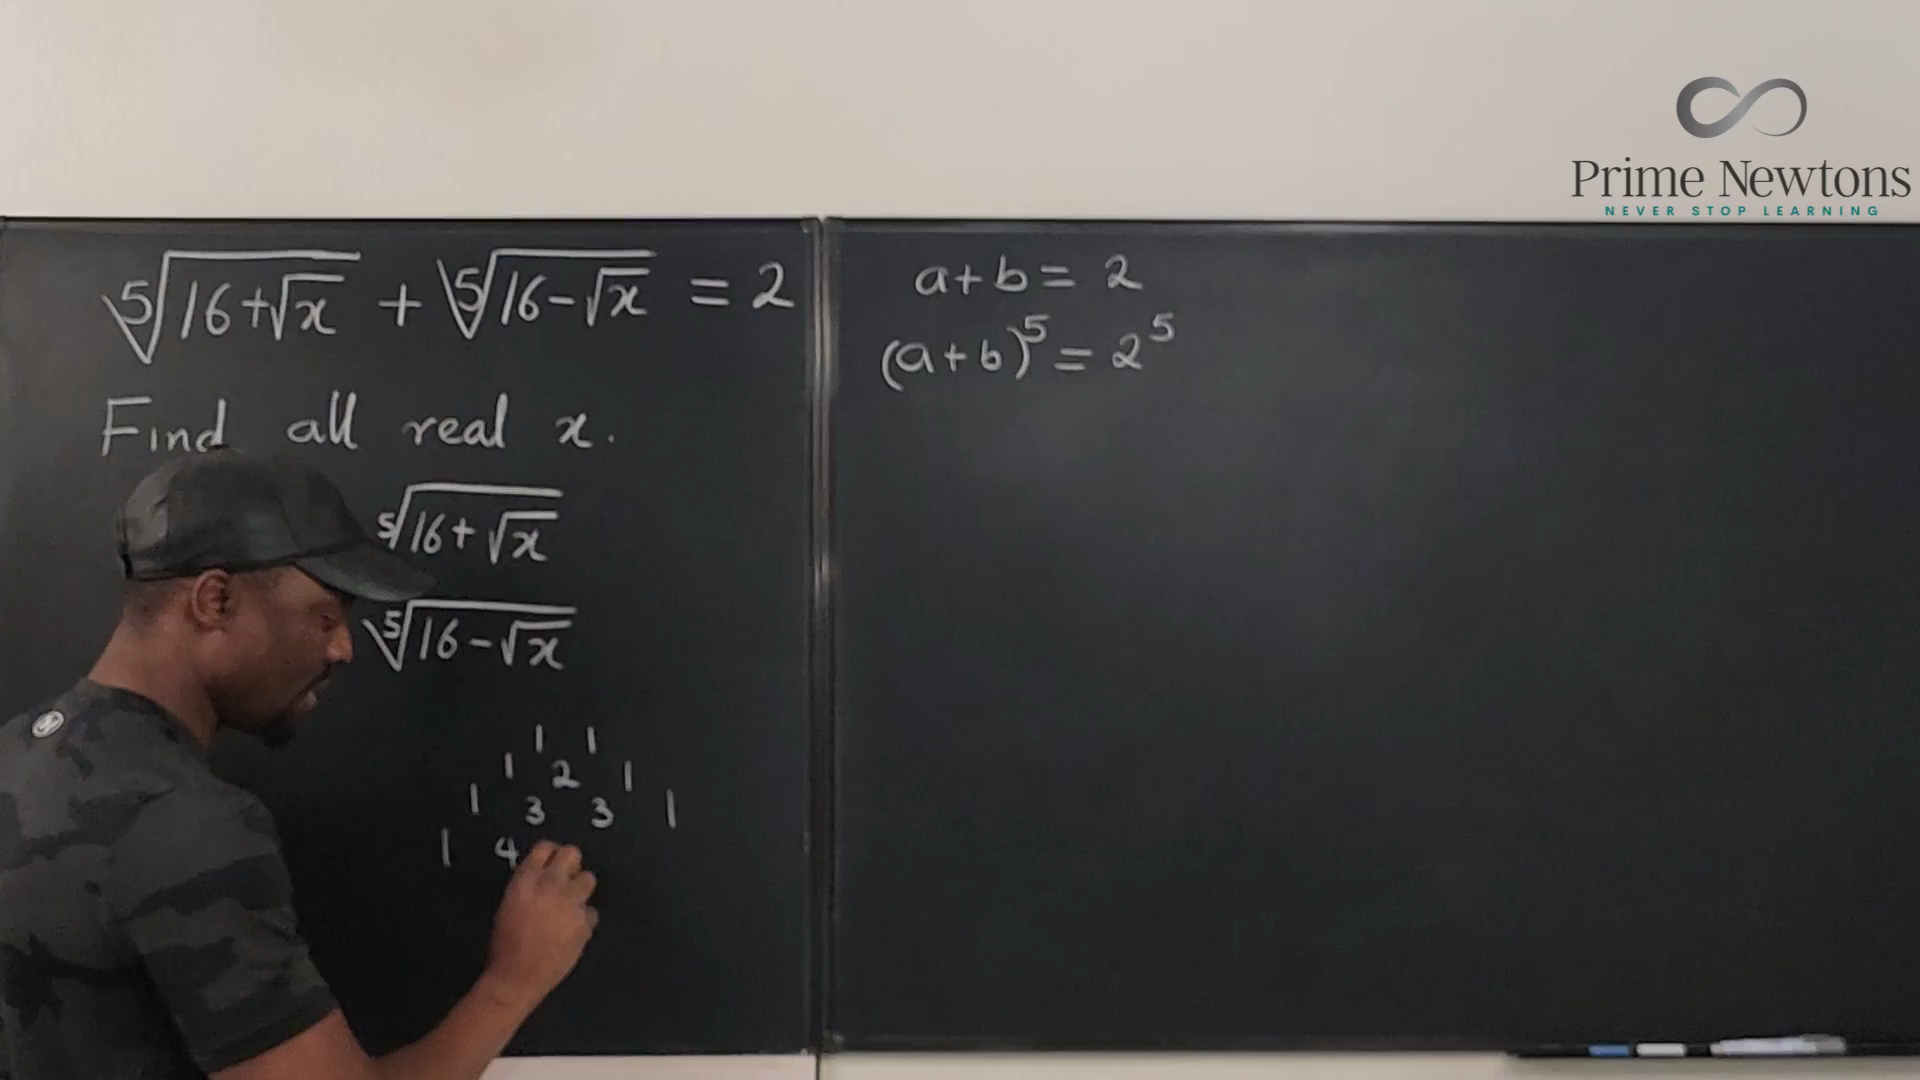 Prime Newtons
NEVER STOP LEARNING
⁵√(16+√x) + ⁵√(16-√x) = 2
Find all real x.
⁵√(16+√x)
⁵√(16-√x)
1 1
1 2 1
1 3 3 1
1 4
a+b = 2
(a+b)⁵ = 2⁵